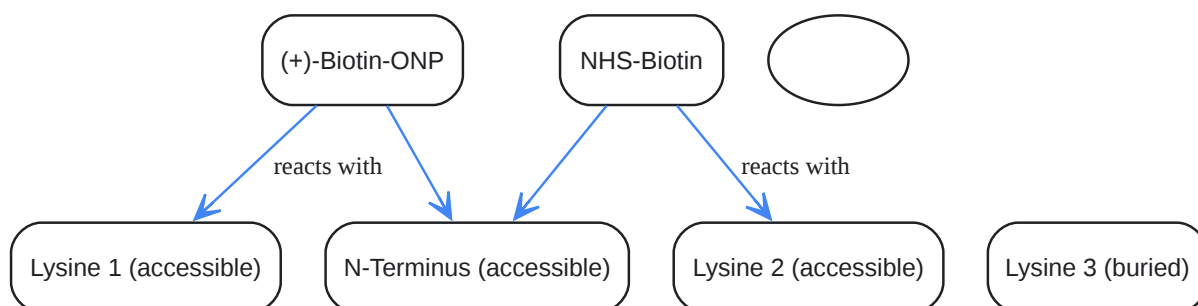 (+)-Biotin-ONP
NHS-Biotin
reacts with
reacts with
Lysine 1 (accessible)
N-Terminus (accessible)
Lysine 2 (accessible)
Lysine 3 (buried)